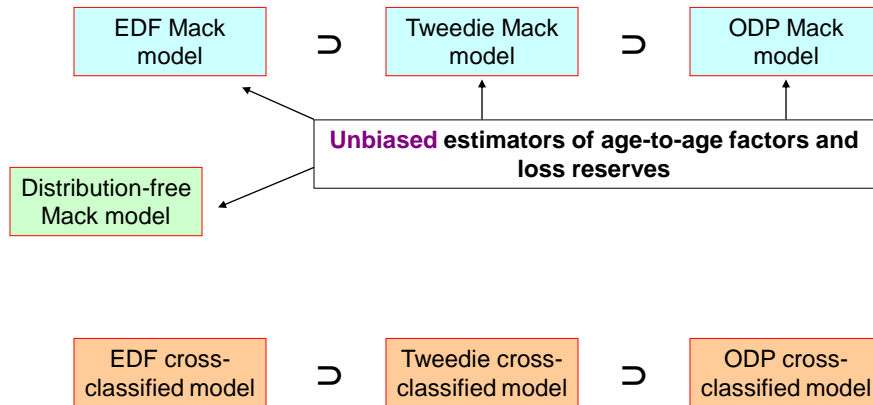 EDF Mack
model
⊃
Tweedie Mack
model
⊃
ODP Mack
model
Unbiased estimators of age-to-age factors and
loss reserves
Distribution-free
Mack model
EDF cross-
classified model
⊃
Tweedie cross-
classified model
⊃
ODP cross-
classified model